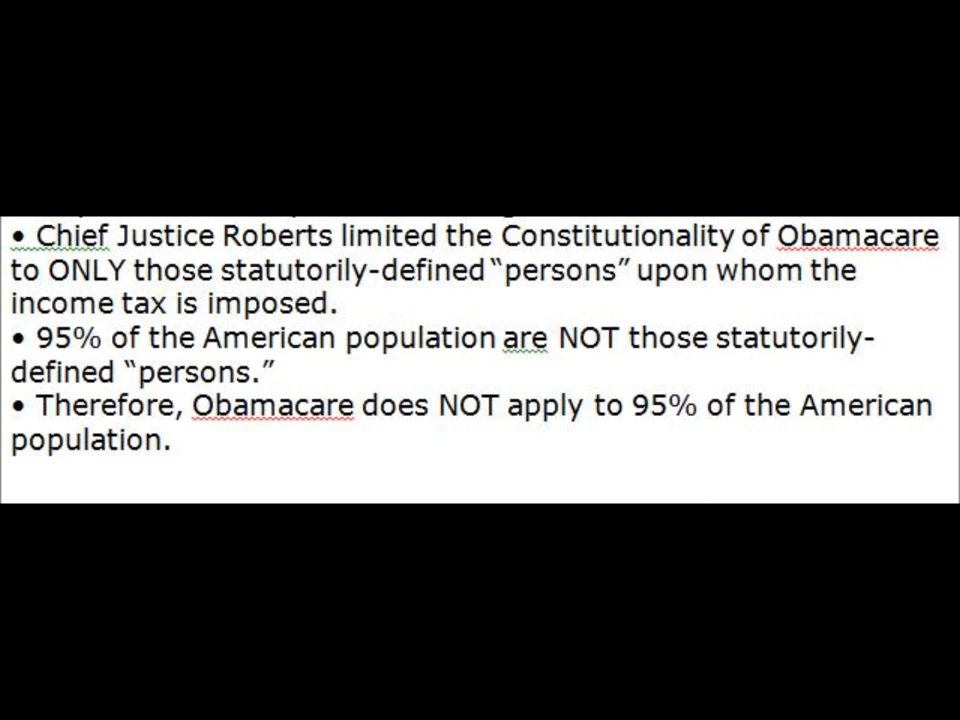 • Chief Justice Roberts limited the Constitutionality of Obamacare
to ONLY those statutorily-defined “persons” upon whom the
income tax is imposed.
• 95% of the American population are NOT those statutorily-
defined “persons.”
• Therefore, Obamacare does NOT apply to 95% of the American
population.